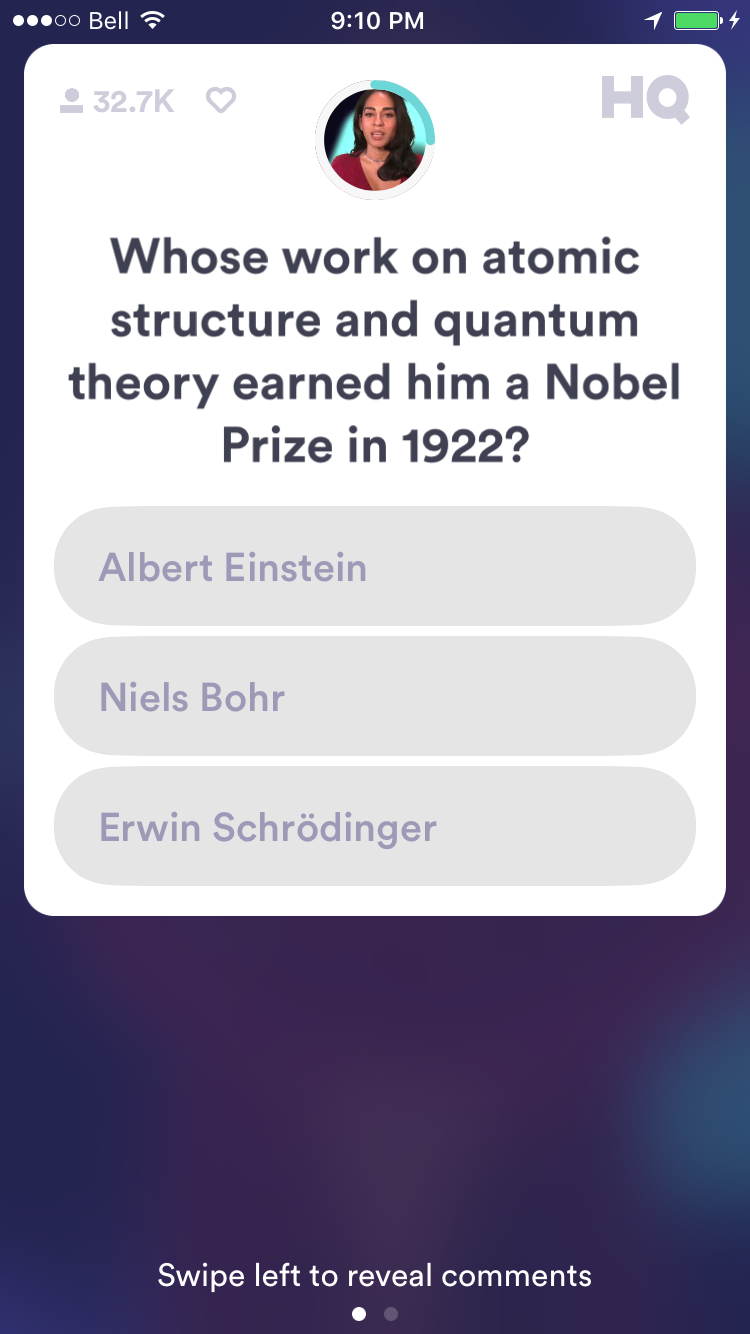 Bell 9:10 PM
32.7K HQ
Whose work on atomic
structure and quantum
theory earned him a Nobel
Prize in 1922?
Albert Einstein
Niels Bohr
Erwin Schrödinger
Swipe left to reveal comments